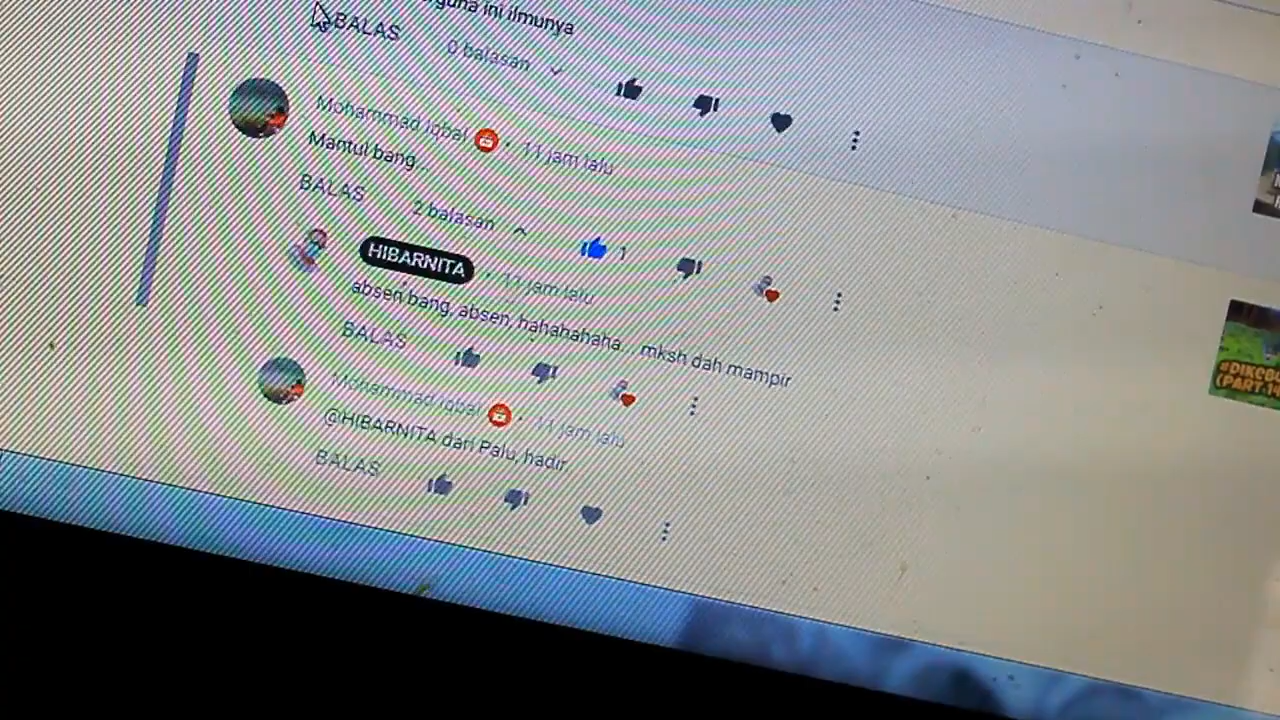 ini ilmunya
BALAS
0 balasan
Mohammad Iqbal · 11 jam lalu
Mantul bang...
BALAS
2 balasan
1
HIBARNITA · 11 jam lalu
absen bang, absen, hahahahaha... mksh dah mampir
BALAS
Mohammad Iqbal · 11 jam lalu
@HIBARNITA dari Palu, hadir.
BALAS
(PART